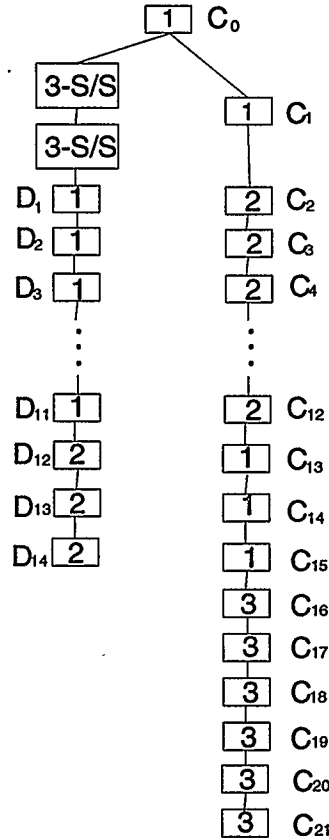 1 C0
3-S/S
1 C1
3-S/S
D1 1
2 C2
D2 1
2 C3
D3 1
2 C4
D11 1
2 C12
D12 2
1 C13
D13 2
1 C14
D14 2
1 C15
3 C16
3 C17
3 C18
3 C19
3 C20
3 C21